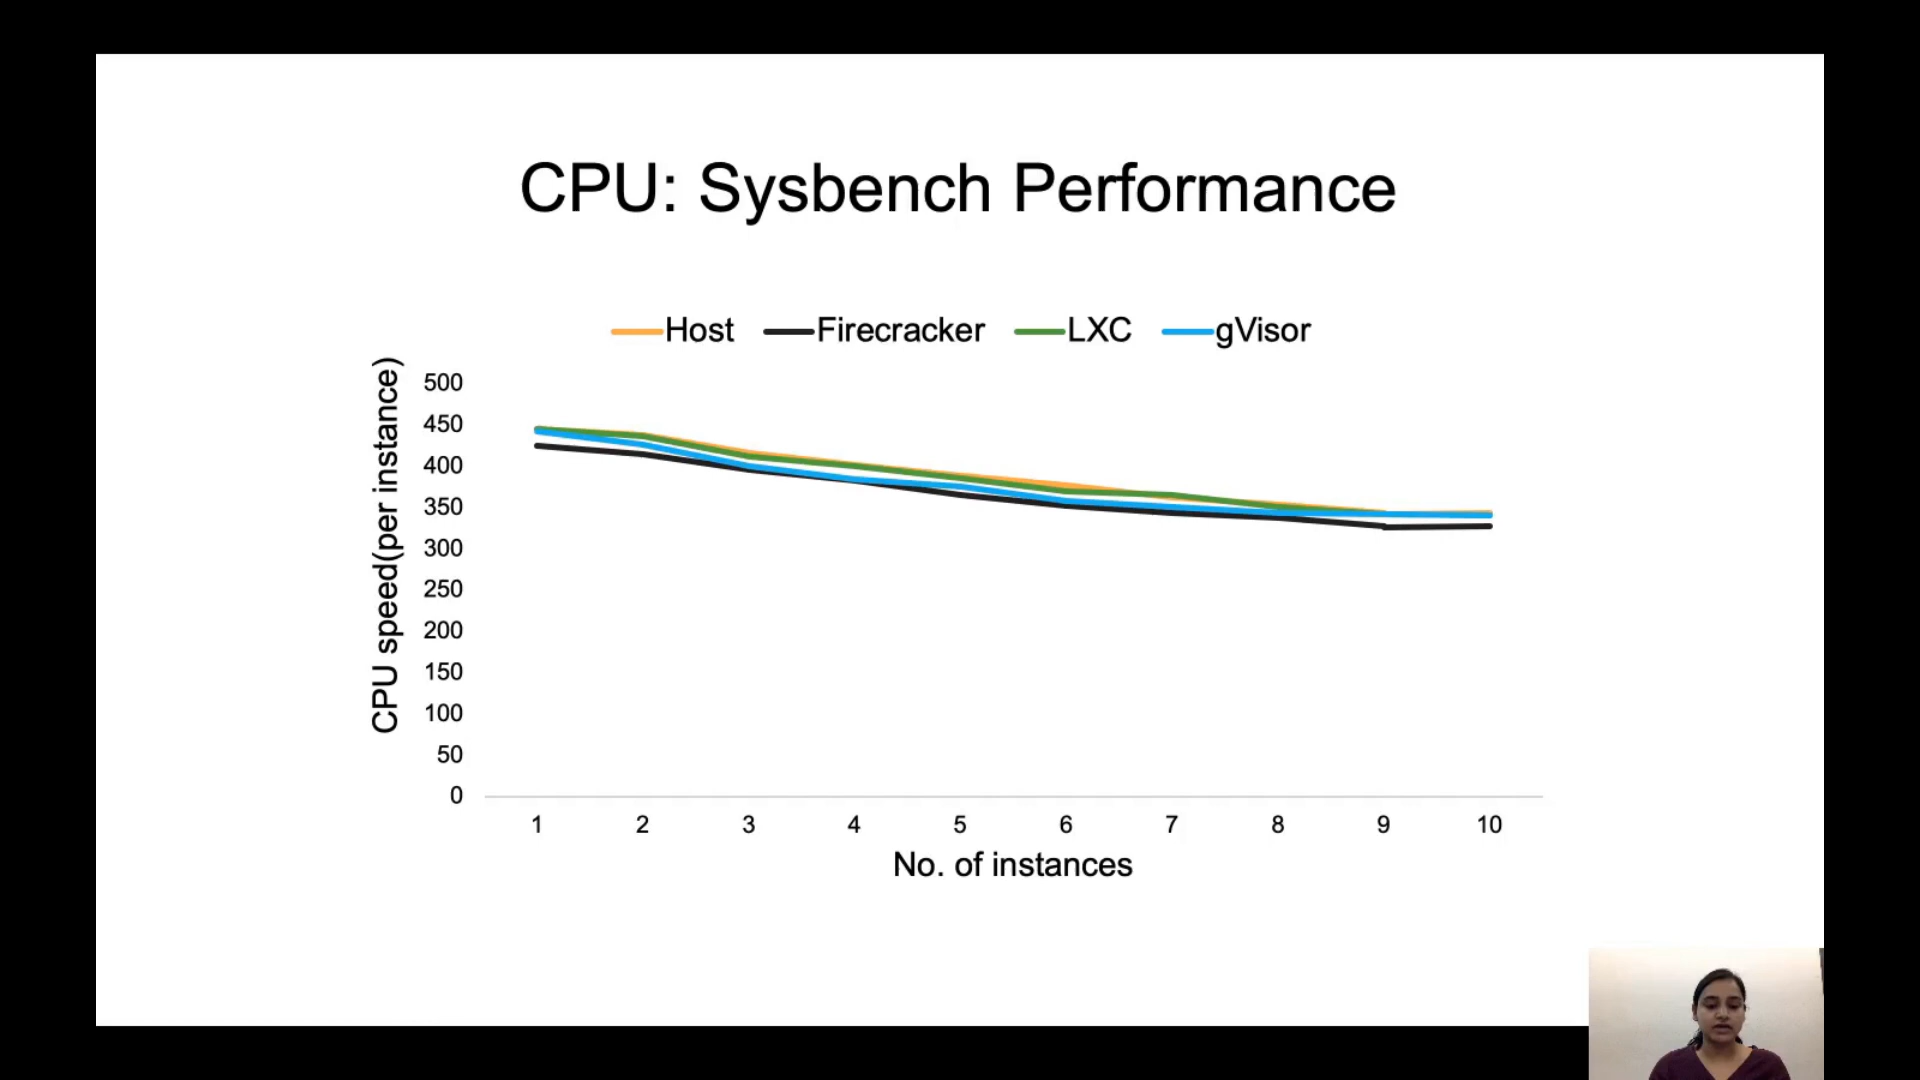 CPU: Sysbench Performance
Host Firecracker LXC gVisor
CPU speed(per instance)
500
450
400
350
300
250
200
150
100
50
0
1 2 3 4 5 6 7 8 9 10
No. of instances